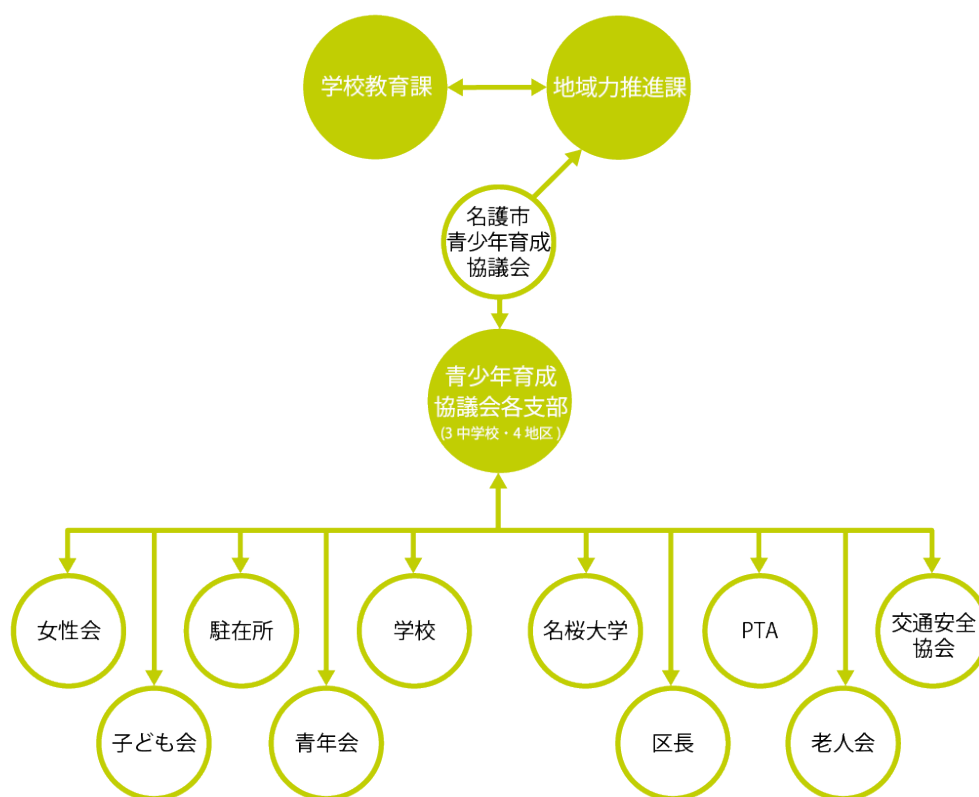 学校教育課
地域力推進課
名護市
青少年育成
協議会
青少年育成
協議会各支部
(3 中学校・4 地区 )
女性会
駐在所
学校
名桜大学
PTA
交通安全
協会
子ども会
青年会
区長
老人会